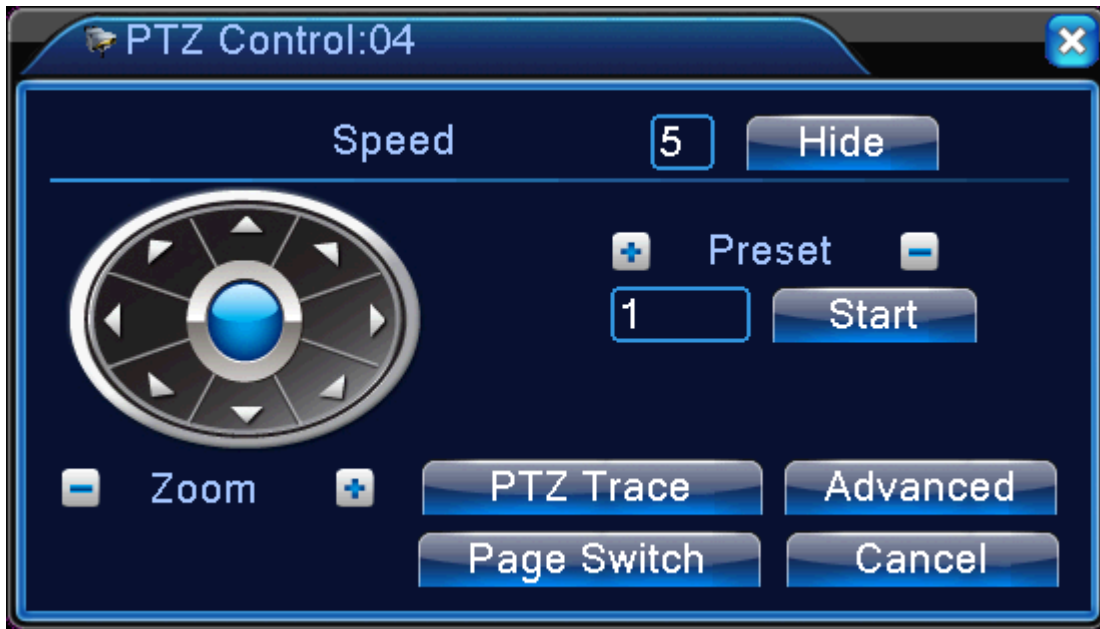 PTZ Control:04
Speed 5 Hide
Preset
1 Start
Zoom PTZ Trace Advanced
Page Switch Cancel